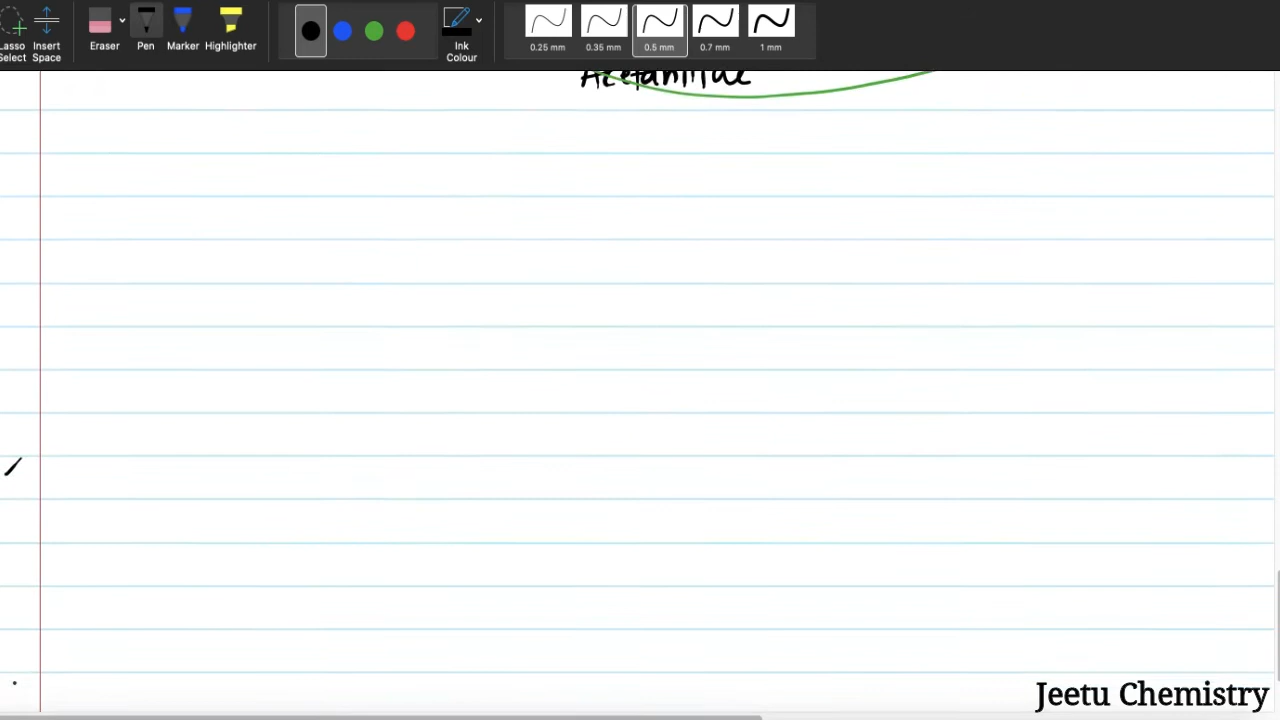 Lasso Select
Insert Space
Eraser
Pen
Marker
Highlighter
Ink Colour
0.25 mm
0.35 mm
0.5 mm
0.7 mm
1 mm
Jeetu Chemistry